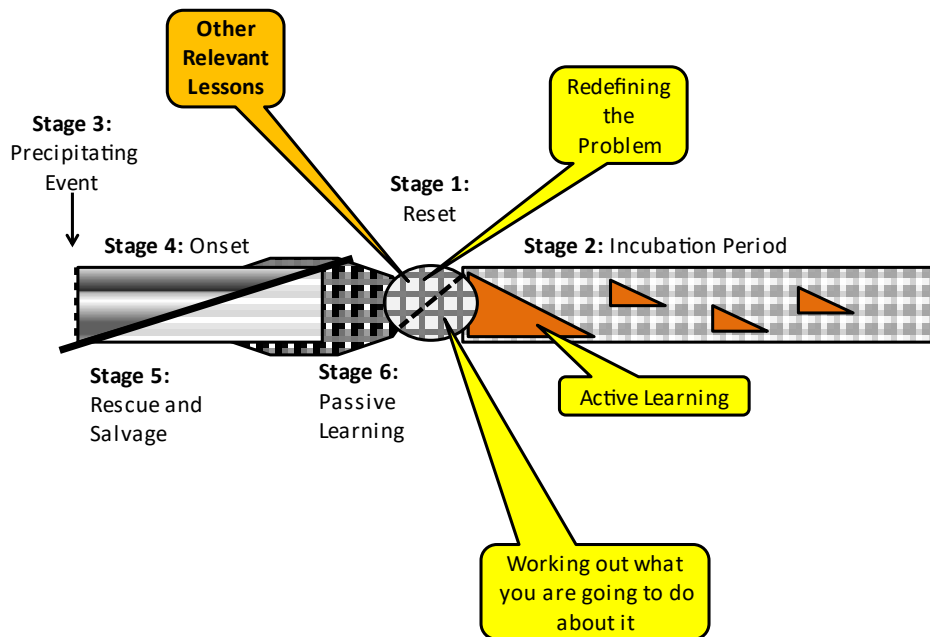 Other
Relevant
Lessons
Redefining
the
Problem
Stage 3:
Precipitating
Event
Stage 1:
Reset
Stage 4: Onset
Stage 2: Incubation Period
Stage 5:
Rescue and
Salvage
Stage 6:
Passive
Learning
Active Learning
Working out what
you are going to do
about it